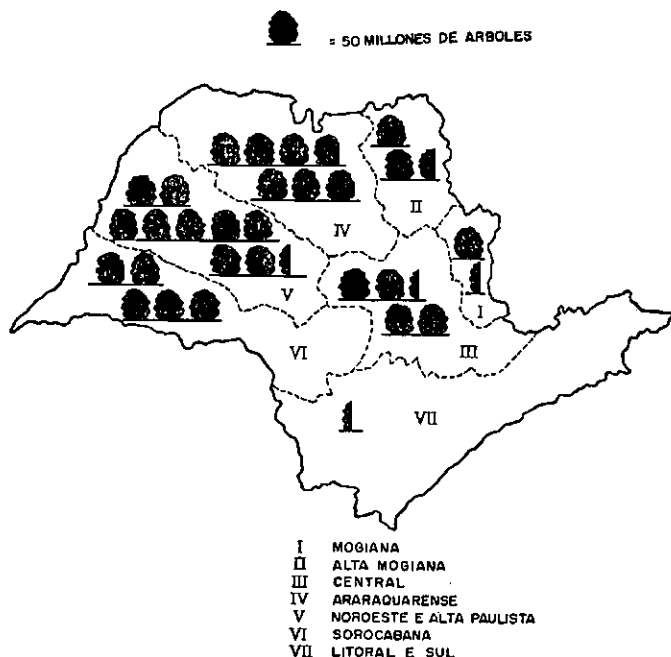 = 50 MILLONES DE ARBOLES
II
IV
V
I
VI
III
VII
I MOGIANA
II ALTA MOGIANA
III CENTRAL
IV ARARAQUARENSE
V NOROESTE E ALTA PAULISTA
VI SOROCABANA
VII LITORAL E SUL